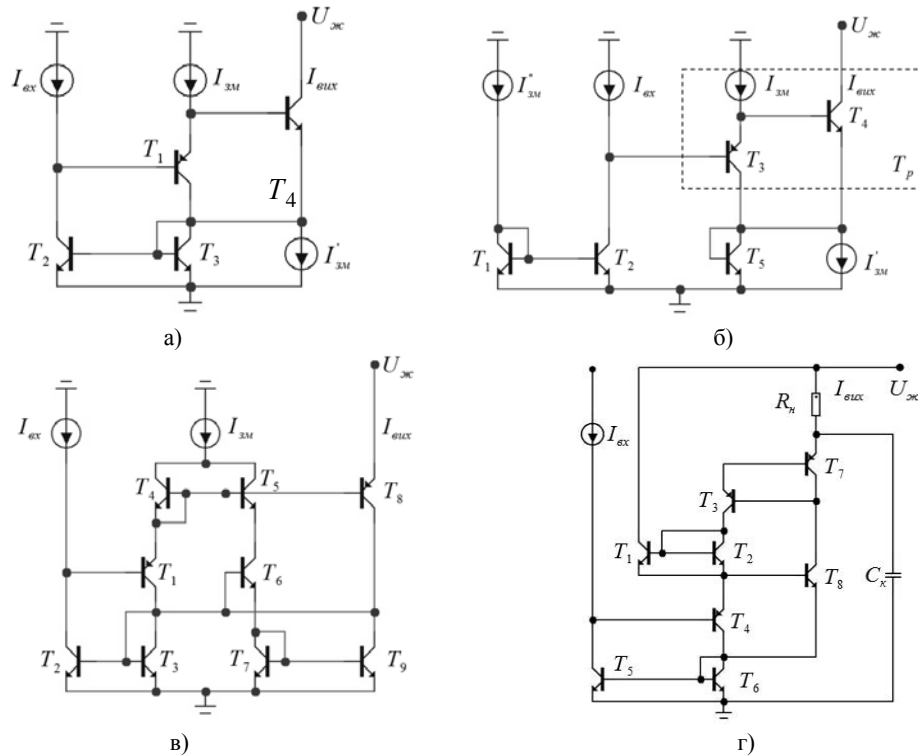 U_ж
I_вх
I_зм
I_вих
T_1
T_4
T_2
T_3
I'_зм
а)
U_ж
I"_зм
I_вх
I_зм
I_вих
T_4
T_3
T_р
T_1
T_2
T_5
I'_зм
б)
U_ж
I_вх
I_зм
I_вих
T_4
T_5
T_8
T_1
T_6
T_2
T_3
T_7
T_9
в)
R_н
I_вих
U_ж
I_вх
T_7
T_3
T_1
T_2
T_8
C_к
T_4
T_5
T_6
г)